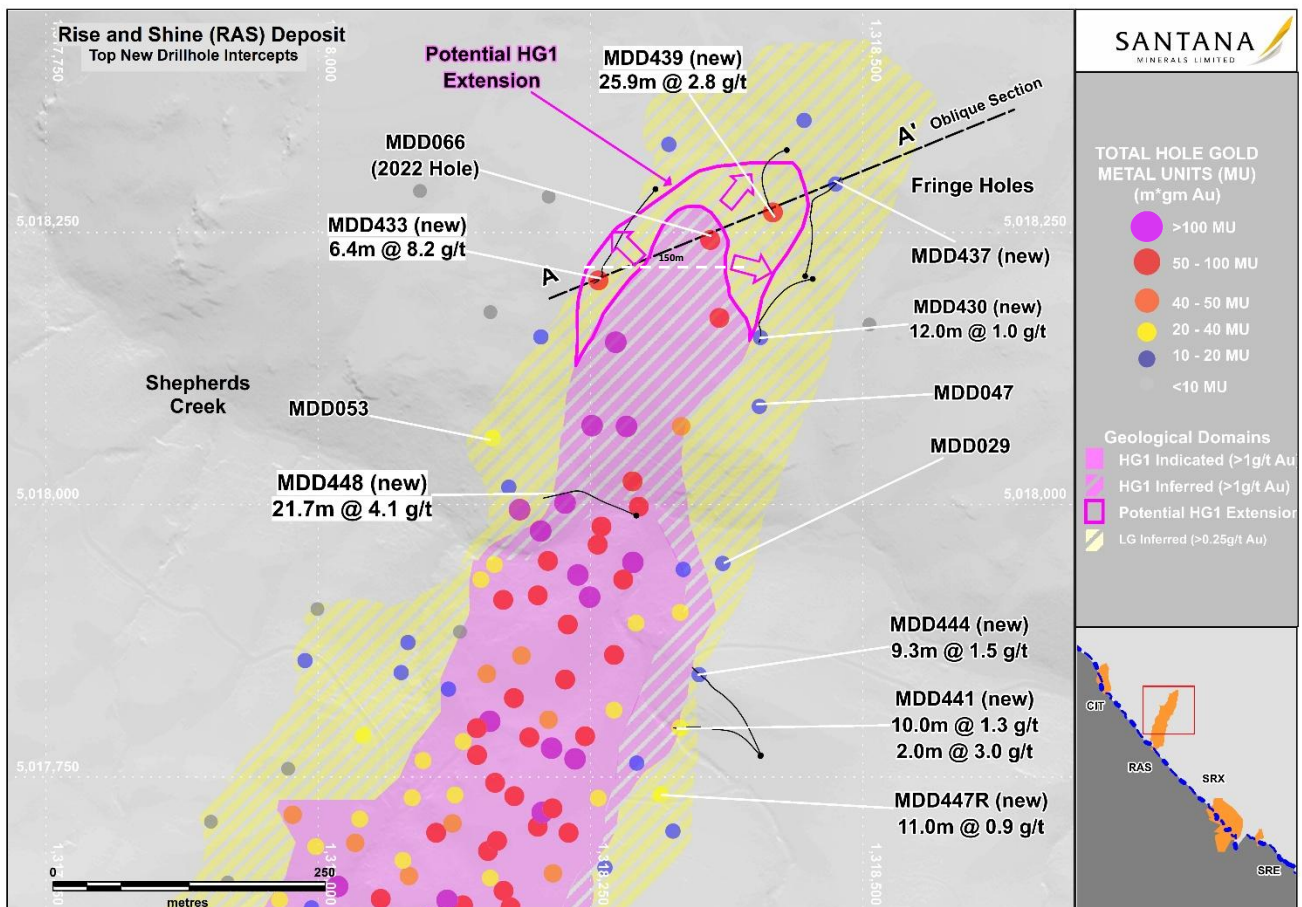 Rise and Shine (RAS) Deposit
Top New Drillhole Intercepts
1,317,750
1,318,000
1,318,500
Potential HG1
Extension
MDD439 (new)
25.9m @ 2.8 g/t
A' Oblique Section
MDD066
(2022 Hole)
Fringe Holes
5,018,250
5,018,250
MDD433 (new)
6.4m @ 8.2 g/t
150m
A
MDD437 (new)
MDD430 (new)
12.0m @ 1.0 g/t
Shepherds
Creek
MDD053
MDD047
MDD029
MDD448 (new)
21.7m @ 4.1 g/t
5,018,000
5,018,000
MDD444 (new)
9.3m @ 1.5 g/t
MDD441 (new)
10.0m @ 1.3 g/t
2.0m @ 3.0 g/t
5,017,750
MDD447R (new)
11.0m @ 0.9 g/t
1,318,250
1,318,500
0 250
metres
SANTANA
MINERALS LIMITED
TOTAL HOLE GOLD
METAL UNITS (MU)
(m*gm Au)
>100 MU
50 - 100 MU
40 - 50 MU
20 - 40 MU
10 - 20 MU
<10 MU
Geological Domains
HG1 Indicated (>1g/t Au)
HG1 Inferred (>1g/t Au)
Potential HG1 Extension
LG Inferred (>0.25g/t Au)
CIT
RAS
SRX
SRE